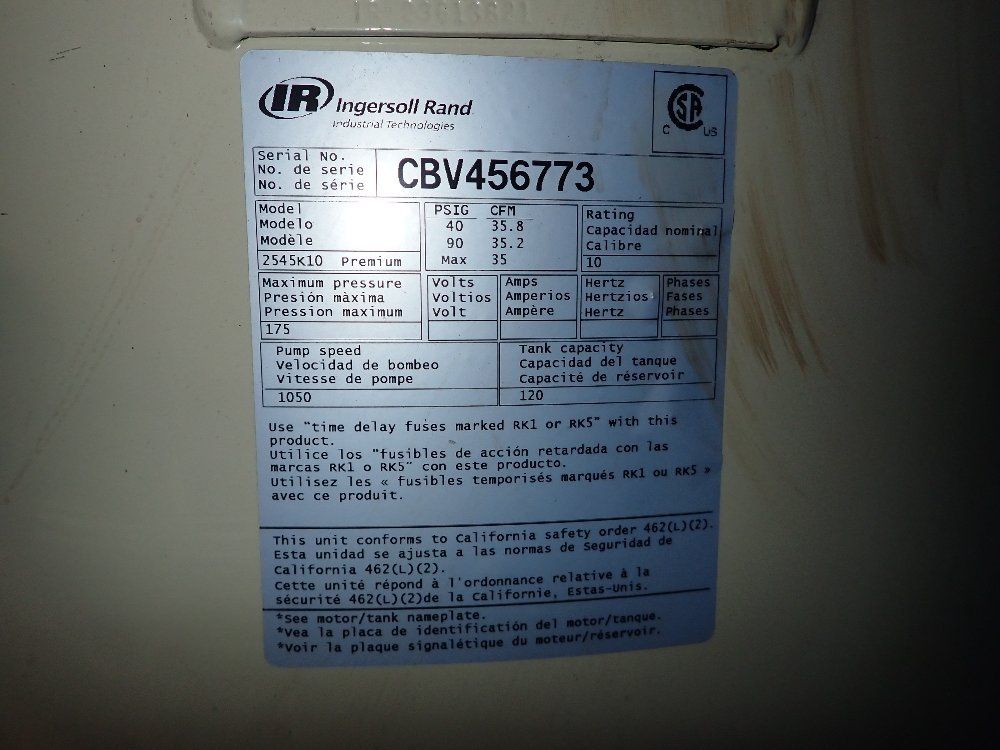 IR Ingersoll Rand
Industrial Technologies
CSA
C US
Serial No.
No. de serie
No. de série
CBV456773
Model
Modelo
Modèle
2545K10 Premium
PSIG CFM
40 35.8
90 35.2
Max 35
Rating
Capacidad nominal
Calibre
10
Maximum pressure
Presión màxima
Pression maximum
175
Volts
Voltios
Volt
Amps
Amperios
Ampère
Hertz
Hertzios
Hertz
Phases
Fases
Phases
Pump speed
Velocidad de bombeo
Vitesse de pompe
1050
Tank capacity
Capacidad del tanque
Capacité de réservoir
120
Use "time delay fuses marked RK1 or RK5" with this
product.
Utilice los "fusibles de acción retardada con las
marcas RK1 o RK5" con este producto.
Utilisez les « fusibles temporisés marqués RK1 ou RK5 »
avec ce produit.
This unit conforms to California safety order 462(L)(2).
Esta unidad se ajusta a las normas de Seguridad de
California 462(L)(2).
Cette unité répond à l'ordonnance relative à la
sécurité 462(L)(2)de la Californie, Estas-Unis.
*See motor/tank nameplate.
*Vea la placa de identificación del motor/tanque.
*Voir la plaque signalétique du moteur/réservoir.